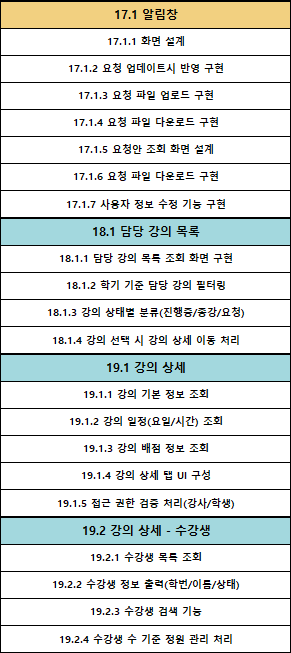 17.1 알림창
17.1.1 화면 설계
17.1.2 요청 업데이트시 반영 구현
17.1.3 요청 파일 업로드 구현
17.1.4 요청 파일 다운로드 구현
17.1.5 요청안 조회 화면 설계
17.1.6 요청 파일 다운로드 구현
17.1.7 사용자 정보 수정 기능 구현
18.1 담당 강의 목록
18.1.1 담당 강의 목록 조회 화면 구현
18.1.2 학기 기준 담당 강의 필터링
18.1.3 강의 상태별 분류(진행중/종강/요청)
18.1.4 강의 선택 시 강의 상세 이동 처리
19.1 강의 상세
19.1.1 강의 기본 정보 조회
19.1.2 강의 일정(요일/시간) 조회
19.1.3 강의 배점 정보 조회
19.1.4 강의 상세 탭 UI 구성
19.1.5 접근 권한 검증 처리(강사/학생)
19.2 강의 상세 - 수강생
19.2.1 수강생 목록 조회
19.2.2 수강생 정보 출력(학번/이름/상태)
19.2.3 수강생 검색 기능
19.2.4 수강생 수 기준 정원 관리 처리